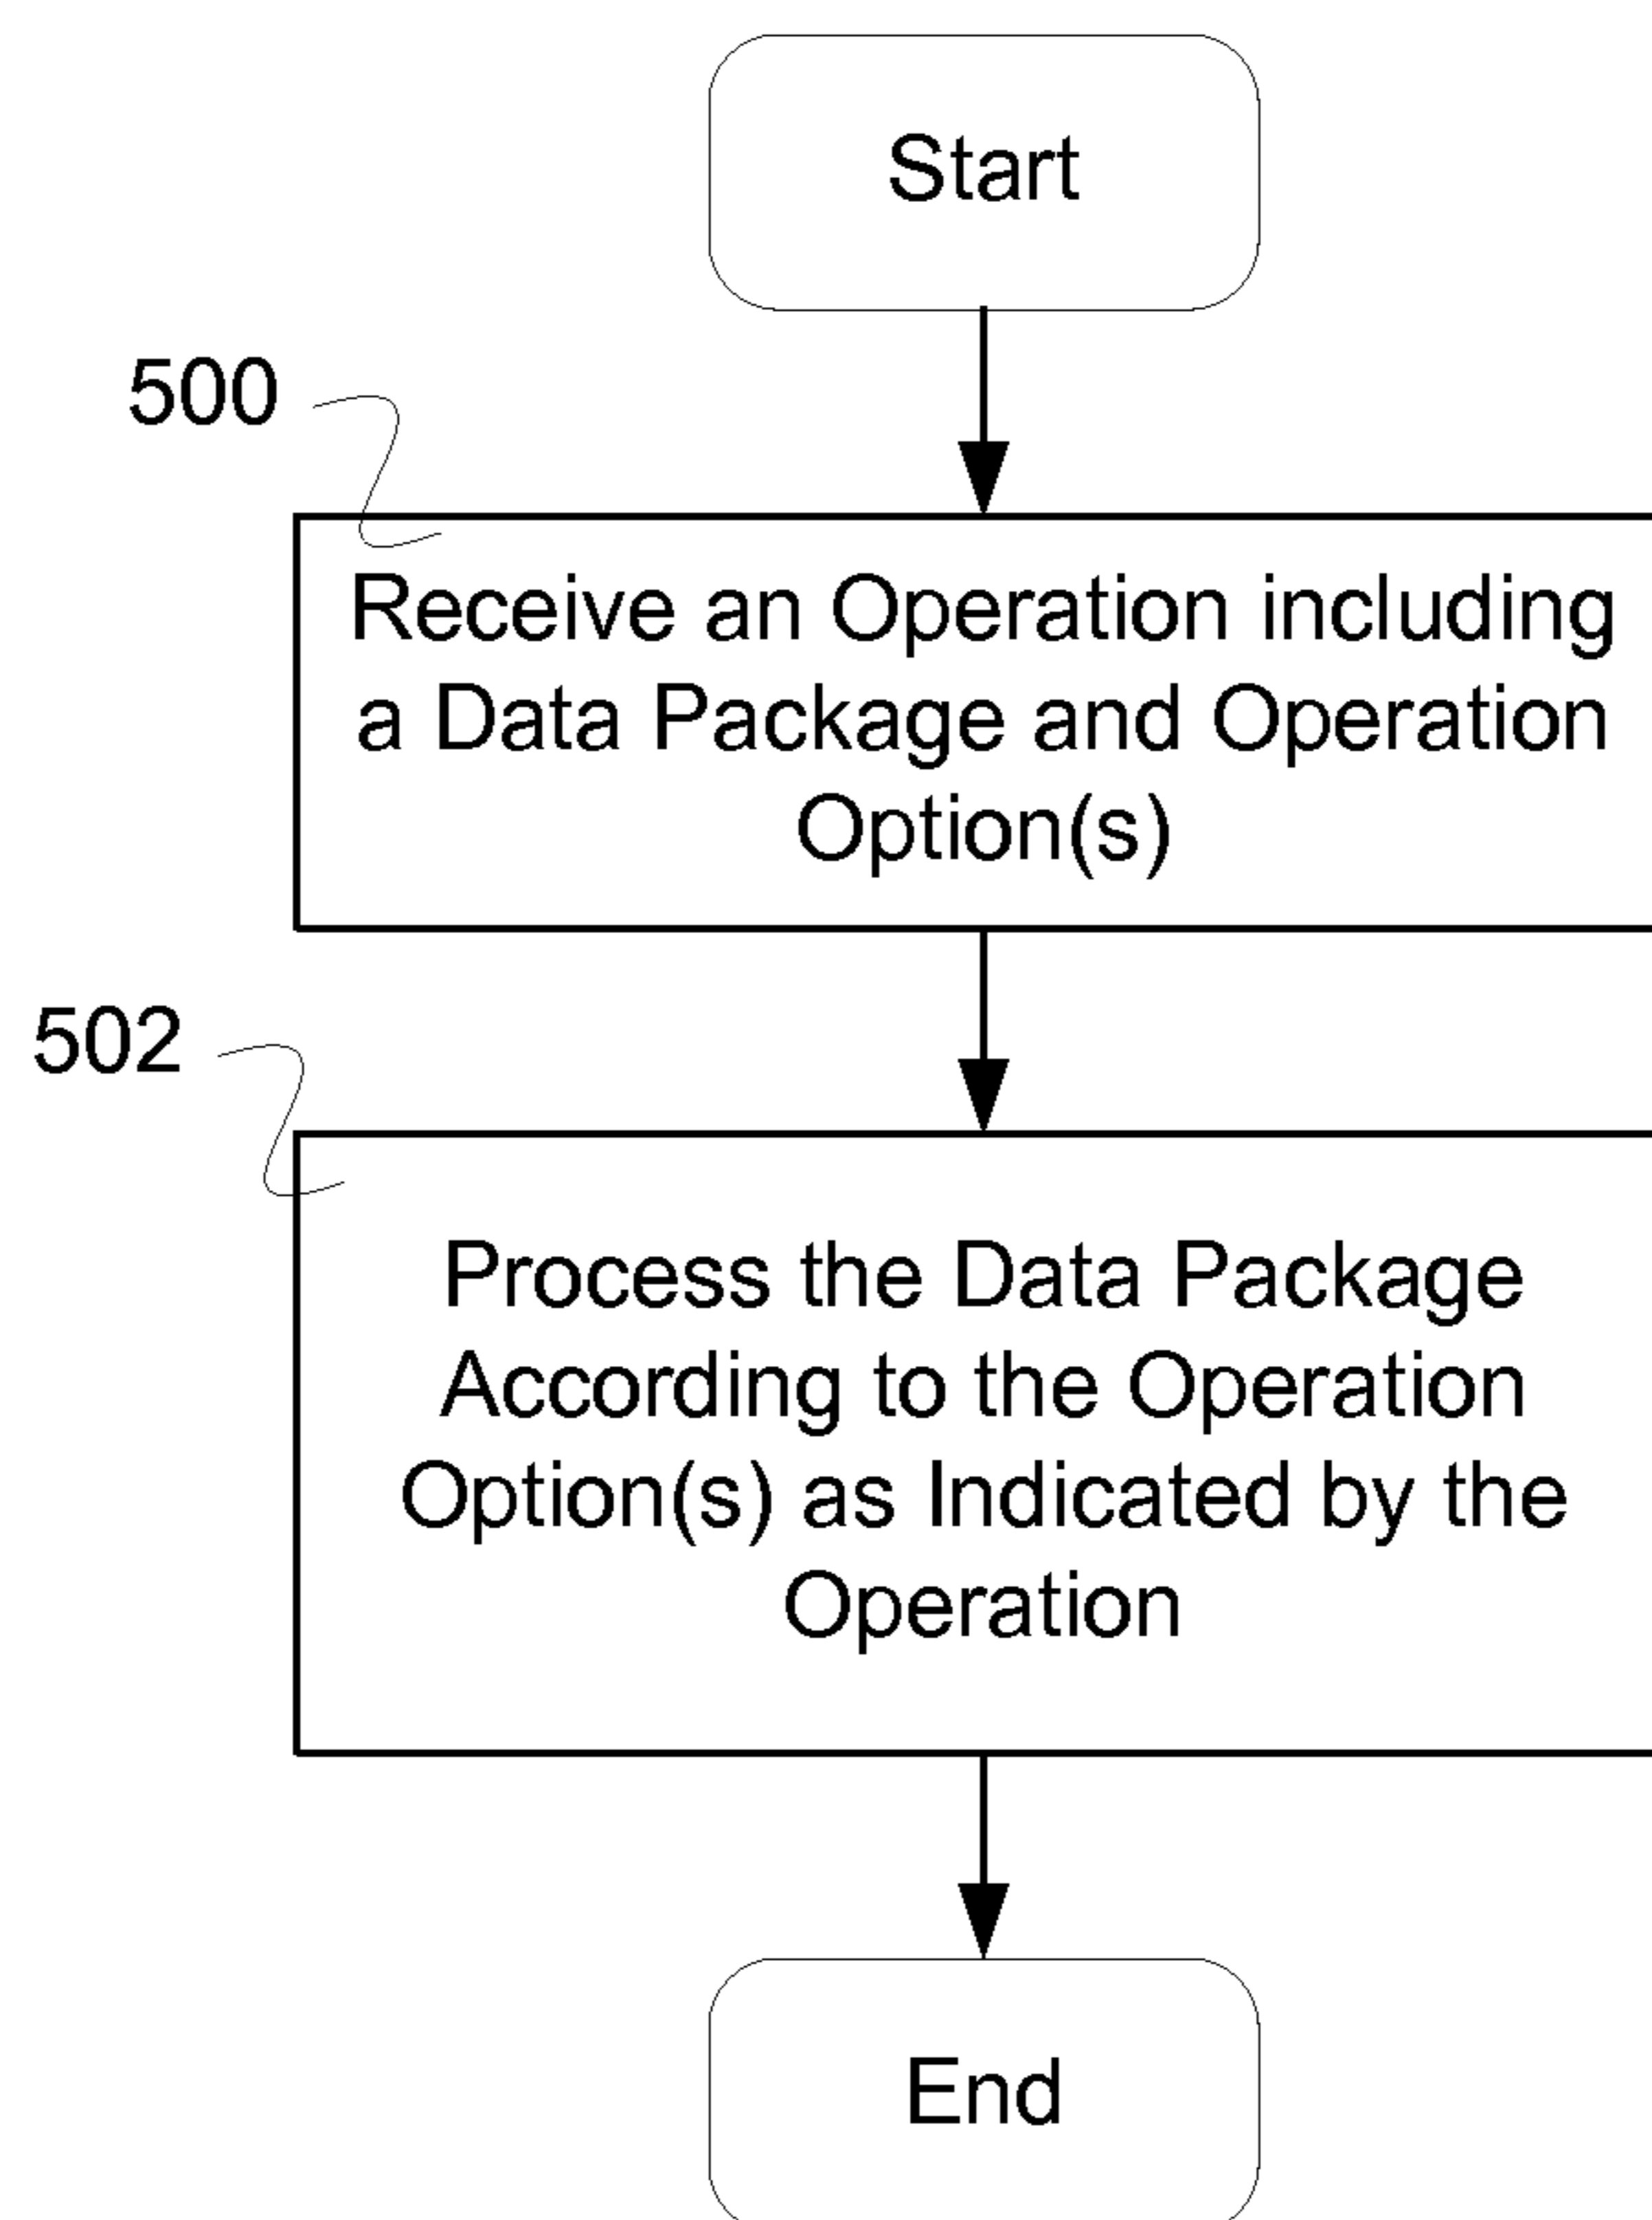 Start
500
Receive an Operation including
a Data Package and Operation
Option(s)
502
Process the Data Package
According to the Operation
Option(s) as Indicated by the
Operation
End